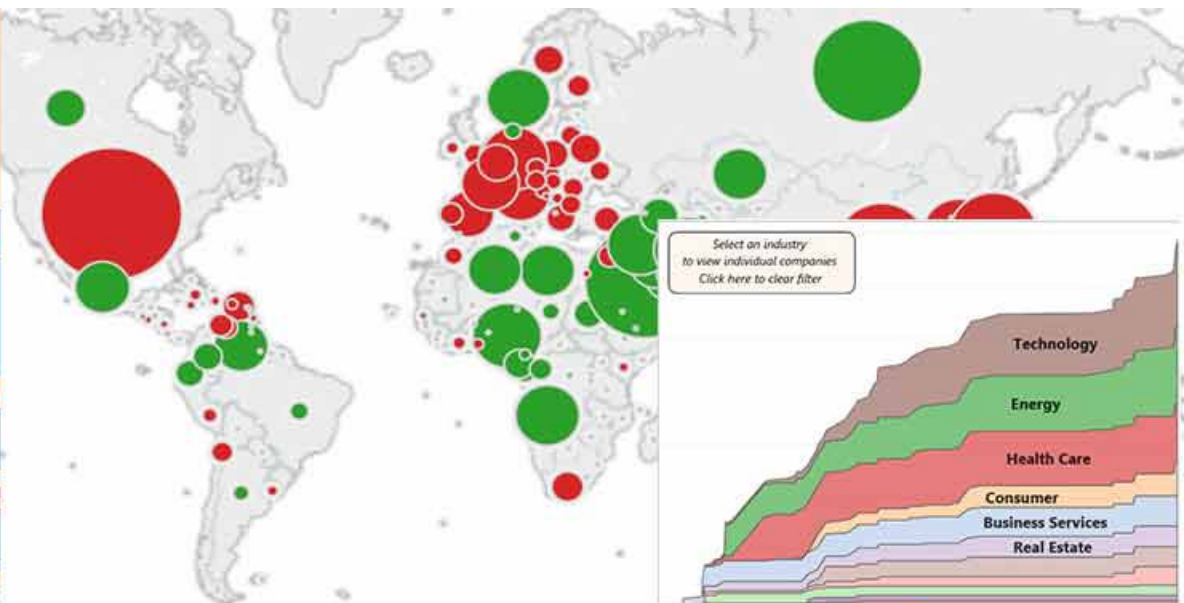 Select an industry
to view individual companies
Click here to clear filter
Technology
Energy
Health Care
Consumer
Business Services
Real Estate